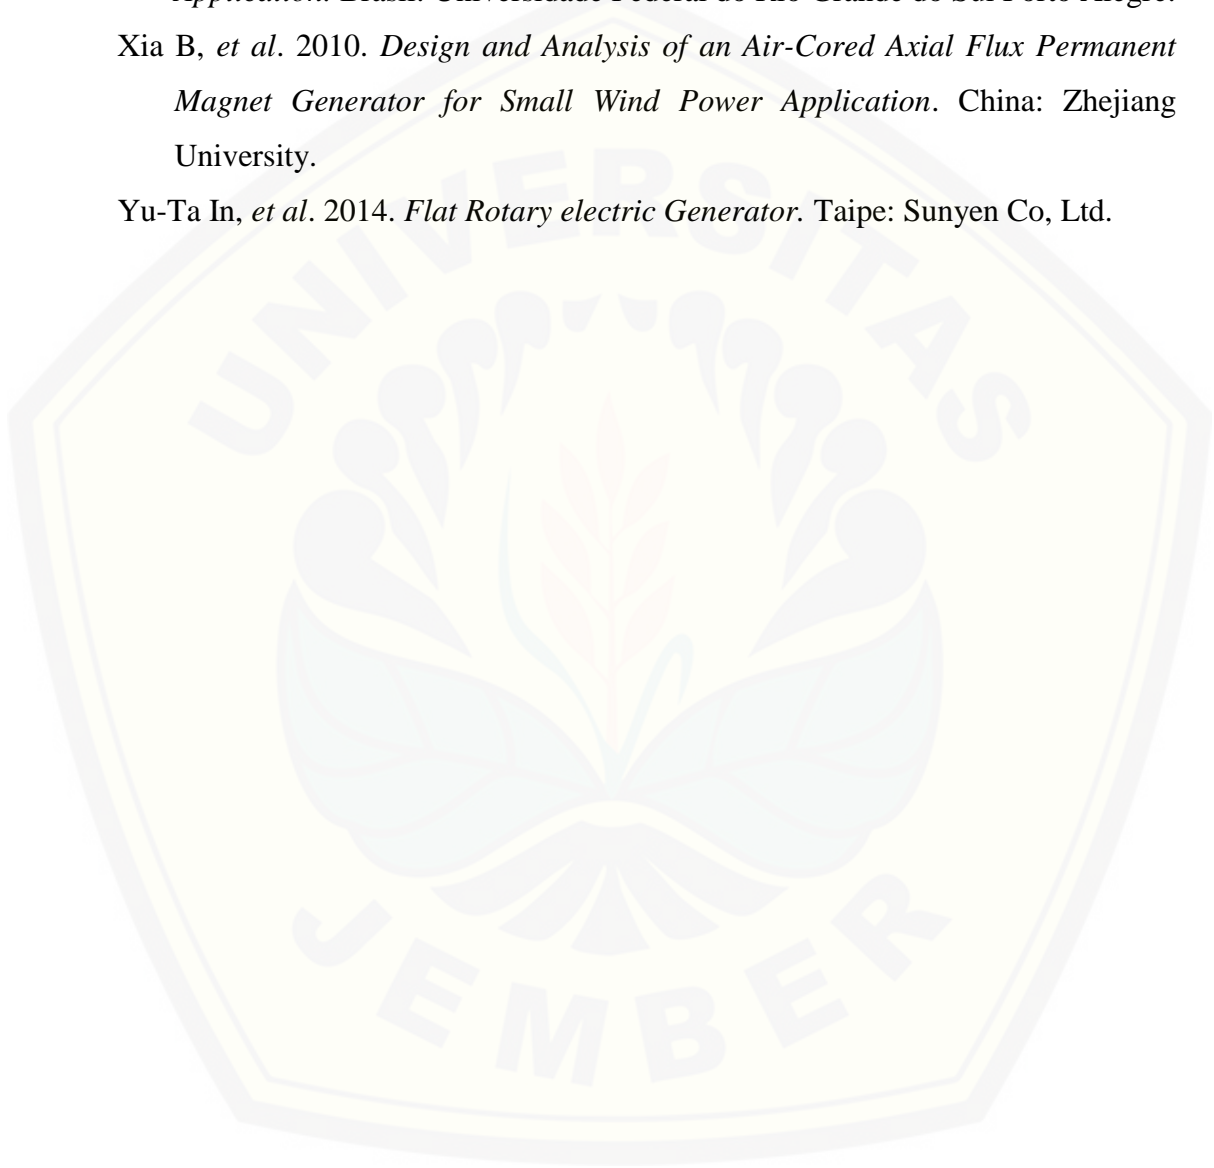 Application. Brasil: Universidade Federal do Rio Grande do Sul Porto Alegre.
Xia B, et al. 2010. Design and Analysis of an Air-Cored Axial Flux Permanent
Magnet Generator for Small Wind Power Application. China: Zhejiang
University.
Yu-Ta In, et al. 2014. Flat Rotary electric Generator. Taipe: Sunyen Co, Ltd.
UNIVERSITAS
JEMBER